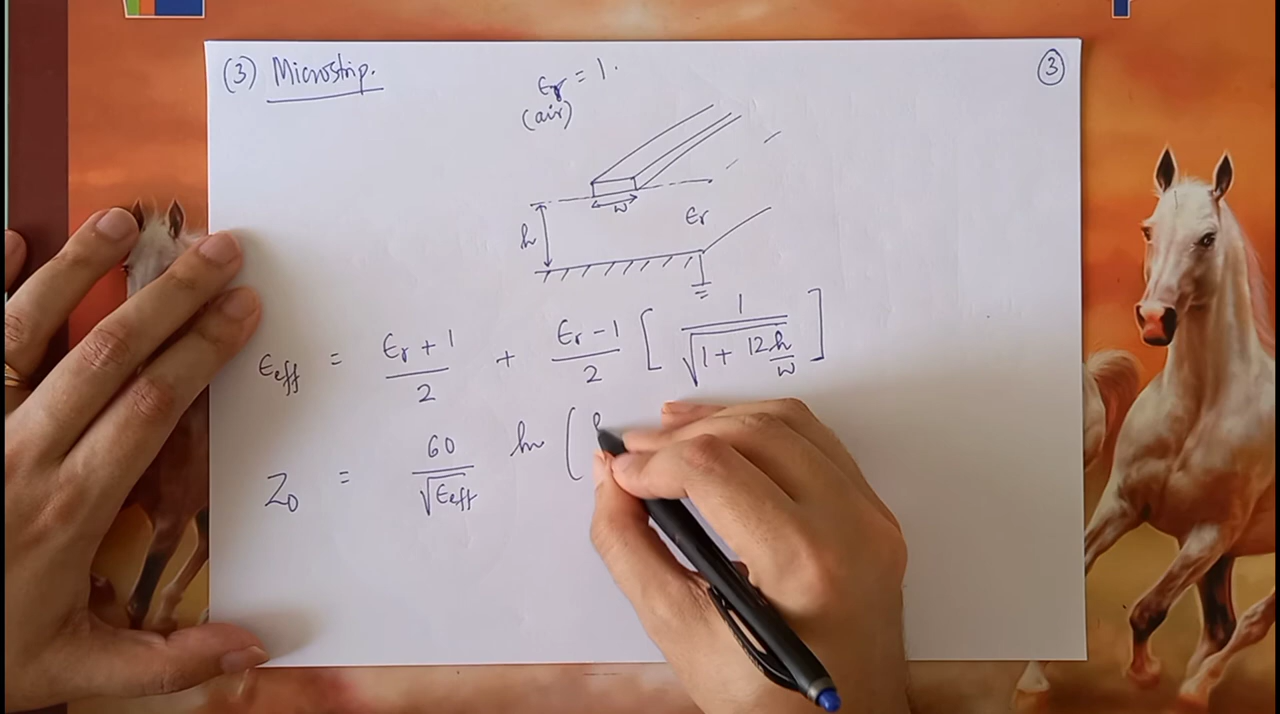 (3) Microstrip.
3
εr = 1.
(air)
w
h
εr
εeff = εr + 1 / 2 + εr − 1 / 2 [ 1 / √(1 + 12 h/w) ]
Z0 = 60 / √εeff ln (